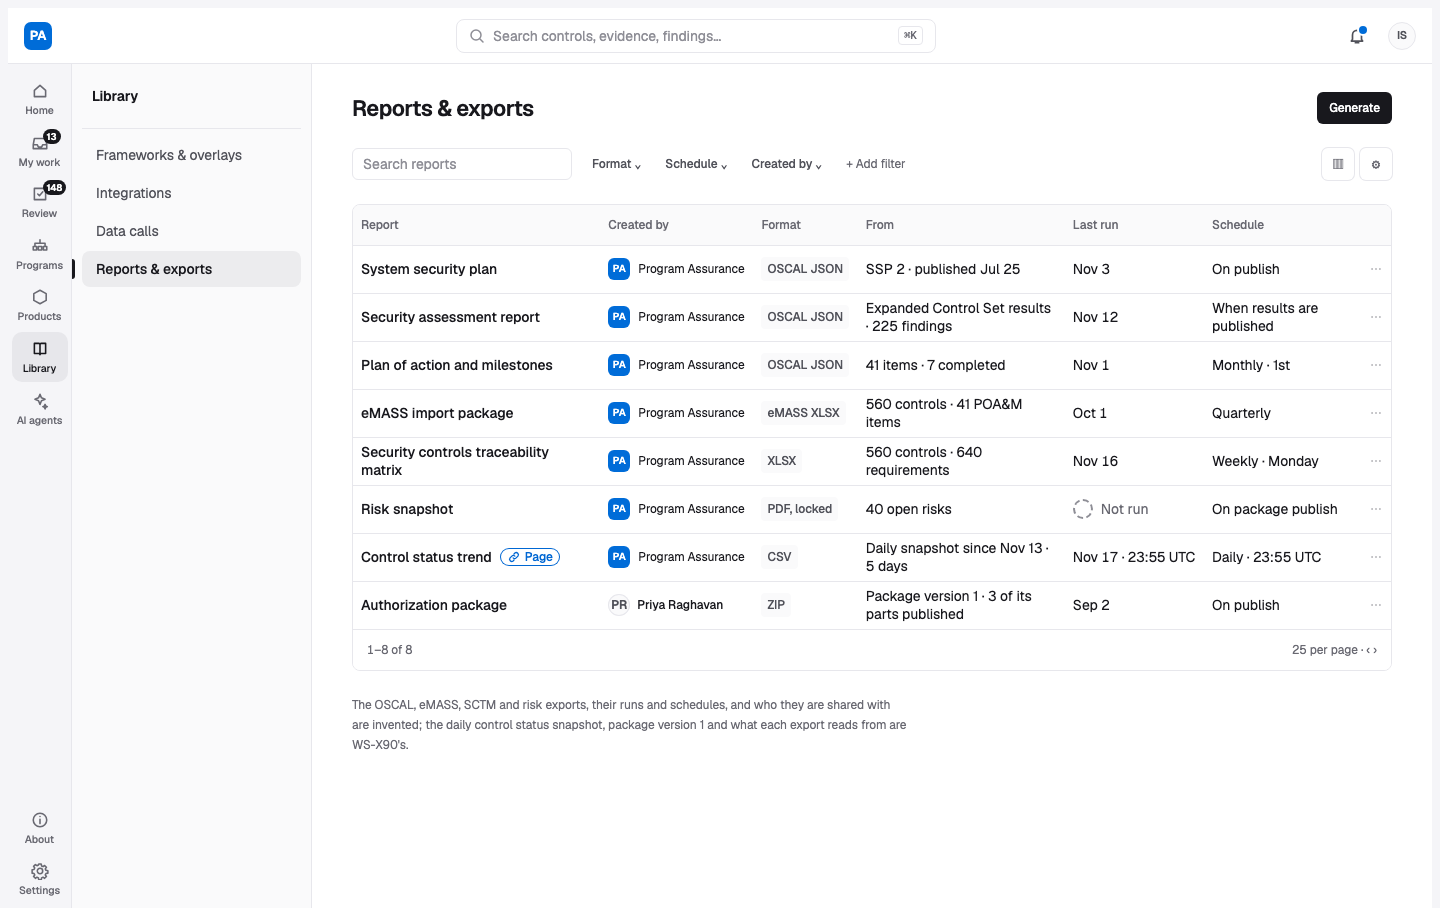 PA
Search controls, evidence, findings...
⌘K
IS
Home
13
My work
148
Review
Programs
Products
Library
AI agents
About
Settings
Library
Frameworks & overlays
Integrations
Data calls
Reports & exports
Reports & exports
Generate
Search reports
Format
Schedule
Created by
+ Add filter
Report Created by Format From Last run Schedule
System security plan PA Program Assurance OSCAL JSON SSP 2 · published Jul 25 Nov 3 On publish ...
Security assessment report PA Program Assurance OSCAL JSON Expanded Control Set results Nov 12 When results are ...
· 225 findings published
Plan of action and milestones PA Program Assurance OSCAL JSON 41 items · 7 completed Nov 1 Monthly · 1st ...
eMASS import package PA Program Assurance eMASS XLSX 560 controls · 41 POA&M Oct 1 Quarterly ...
items
Security controls traceability PA Program Assurance XLSX 560 controls · 640 Nov 16 Weekly · Monday ...
matrix requirements
Risk snapshot PA Program Assurance PDF, locked 40 open risks Not run On package publish ...
Control status trend Page PA Program Assurance CSV Daily snapshot since Nov 13 · Nov 17 · 23:55 UTC Daily · 23:55 UTC ...
5 days
Authorization package PR Priya Raghavan ZIP Package version 1 · 3 of its Sep 2 On publish ...
parts published
1–8 of 8
25 per page · ‹ ›
The OSCAL, eMASS, SCTM and risk exports, their runs and schedules, and who they are shared with
are invented; the daily control status snapshot, package version 1 and what each export reads from are
WS-X90's.